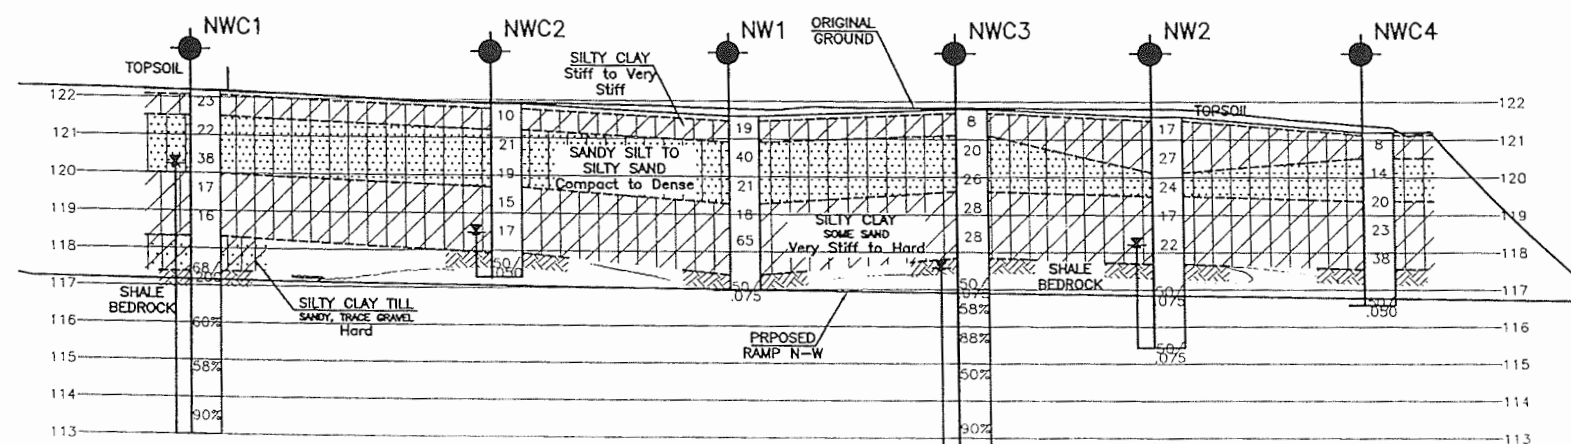 NWC1
NWC2
NW1
ORIGINAL
GROUND
NWC3
NW2
NWC4
TOPSOIL
SILTY CLAY
Stiff to Very
Stiff
TOPSOIL
122
121
120
119
118
117
116
115
114
113
23
22
38
17
16
68/
60%
58%
90%
10
21
19
15
17
50/
.050
19
40
21
18
65
50/
.075
8
20
26
28
28
50/
.075
58%
88%
50%
90%
17
27
24
17
22
50/
.075
50/
.075
8
14
20
23
38
50/
.050
SANDY SILT TO
SILTY SAND
Compact to Dense
SILTY CLAY
SOME SAND
Very Stiff to Hard
SHALE
BEDROCK
SILTY CLAY TILL
SANDY, TRACE GRAVEL
Hard
PRPOSED
RAMP N-W
SHALE
BEDROCK
122
121
120
119
118
117
116
115
114
113